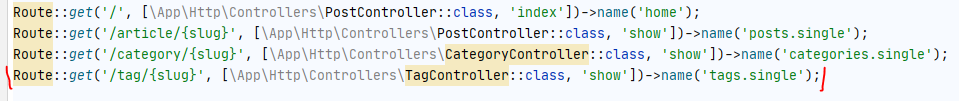 Route::get('/', [\App\Http\Controllers\PostController::class, 'index'])->name('home');
Route::get('/article/{slug}', [\App\Http\Controllers\PostController::class, 'show'])->name('posts.single');
Route::get('/category/{slug}', [\App\Http\Controllers\CategoryController::class, 'show'])->name('categories.single');
Route::get('/tag/{slug}', [\App\Http\Controllers\TagController::class, 'show'])->name('tags.single');